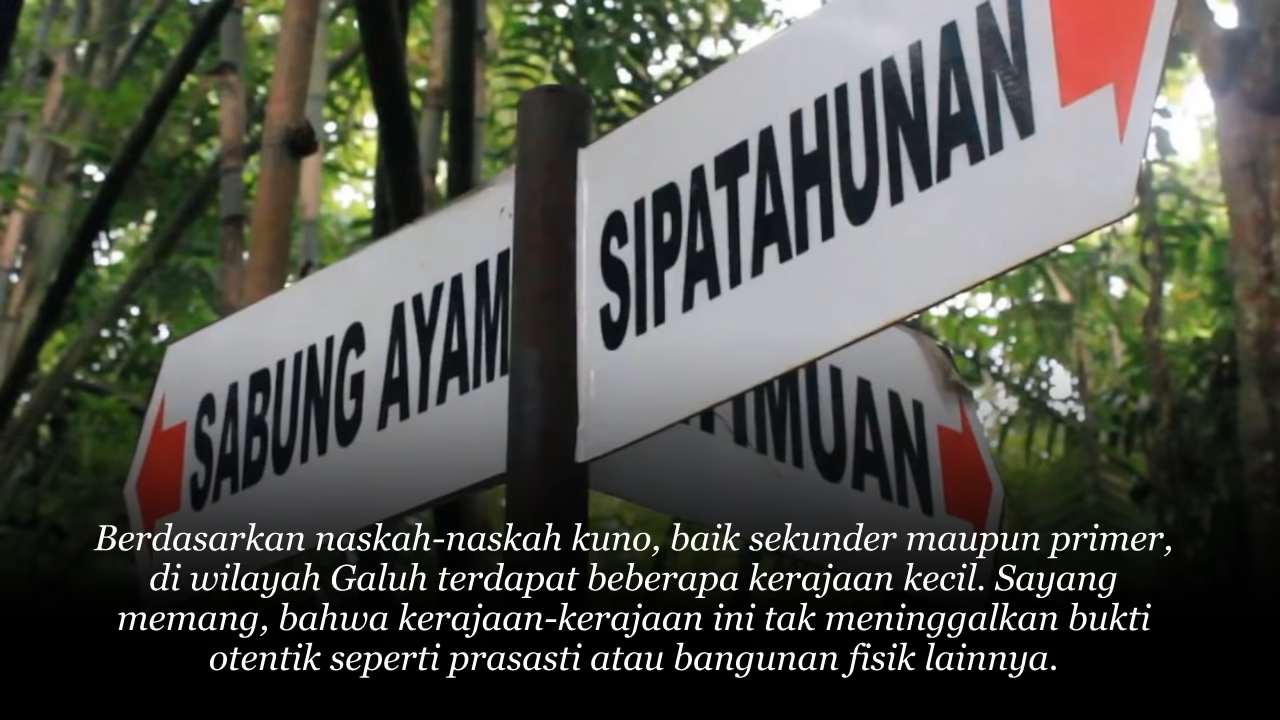 SIPATAHUNAN
SABUNG AYAM
Berdasarkan naskah-naskah kuno, baik sekunder maupun primer,
di wilayah Galuh terdapat beberapa kerajaan kecil. Sayang
memang, bahwa kerajaan-kerajaan ini tak meninggalkan bukti
otentik seperti prasasti atau bangunan fisik lainnya.